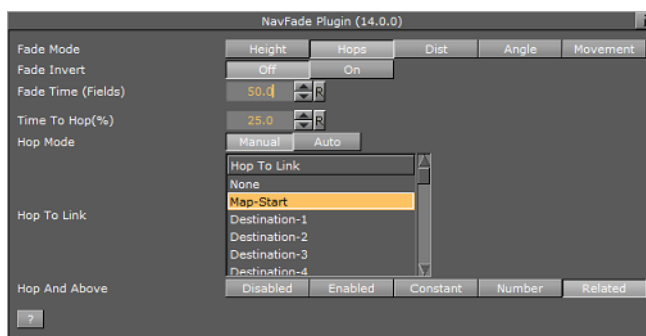 NavFade Plugin (14.0.0)
Fade Mode Height Hops Dist Angle Movement
Fade Invert Off On
Fade Time (Fields) 50.0 R
Time To Hop(%) 25.0 R
Hop Mode Manual Auto
Hop To Link
None
Map-Start
Hop To Link Destination-1
Destination-2
Destination-3
Destination-4
Hop And Above Disabled Enabled Constant Number Related
?